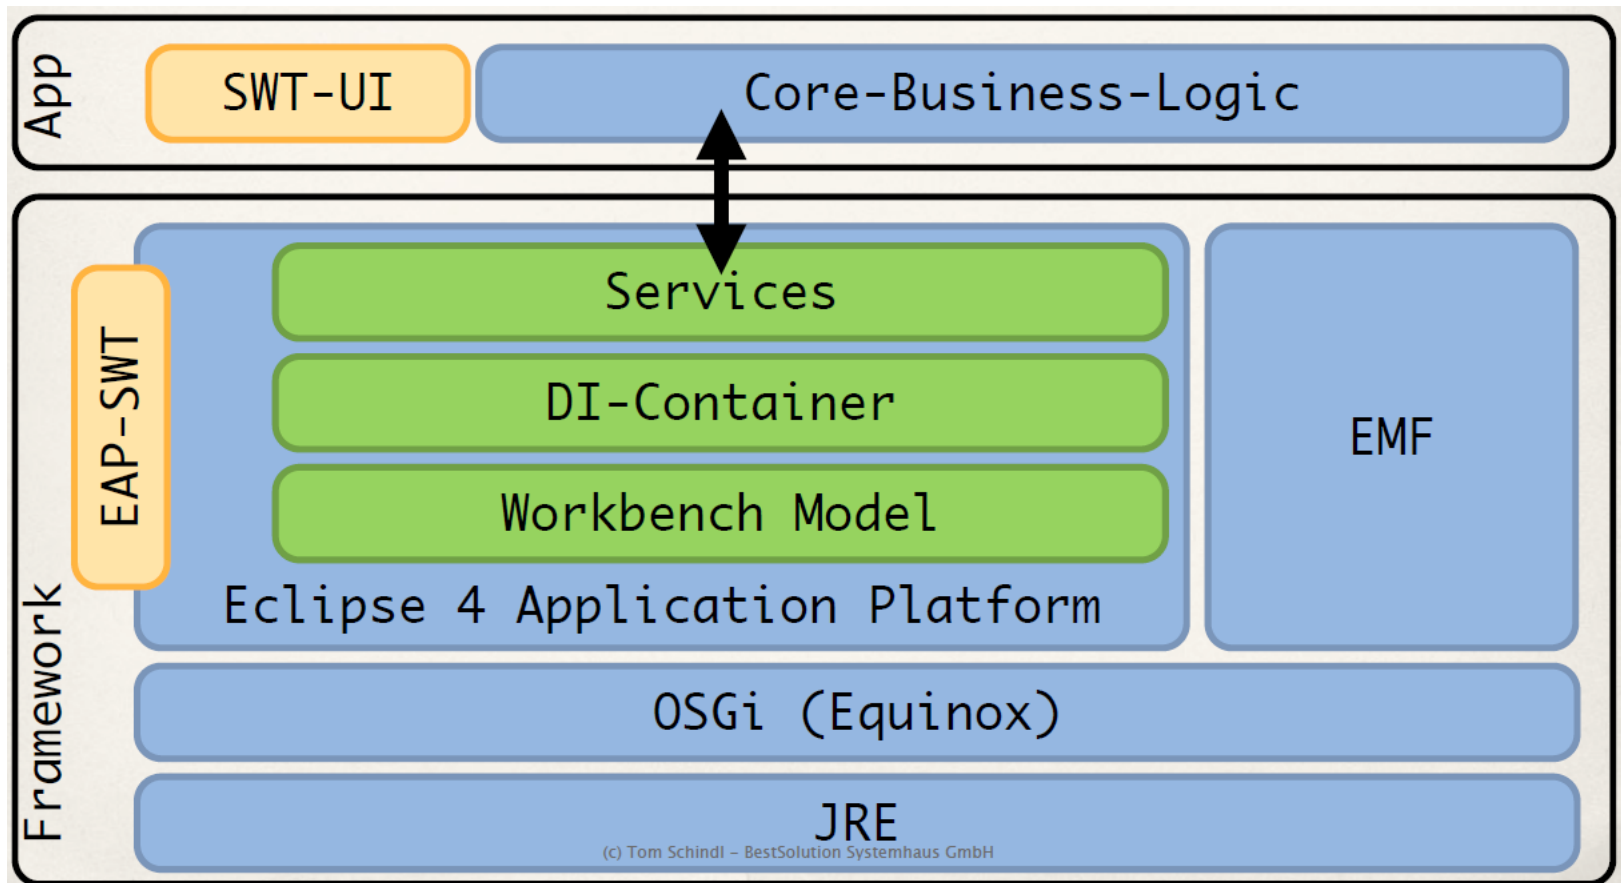 App
SWT-UI
Core-Business-Logic
Framework
EAP-SWT
Services
DI-Container
Workbench Model
Eclipse 4 Application Platform
EMF
OSGi (Equinox)
JRE
(c) Tom Schindl - BestSolution Systemhaus GmbH